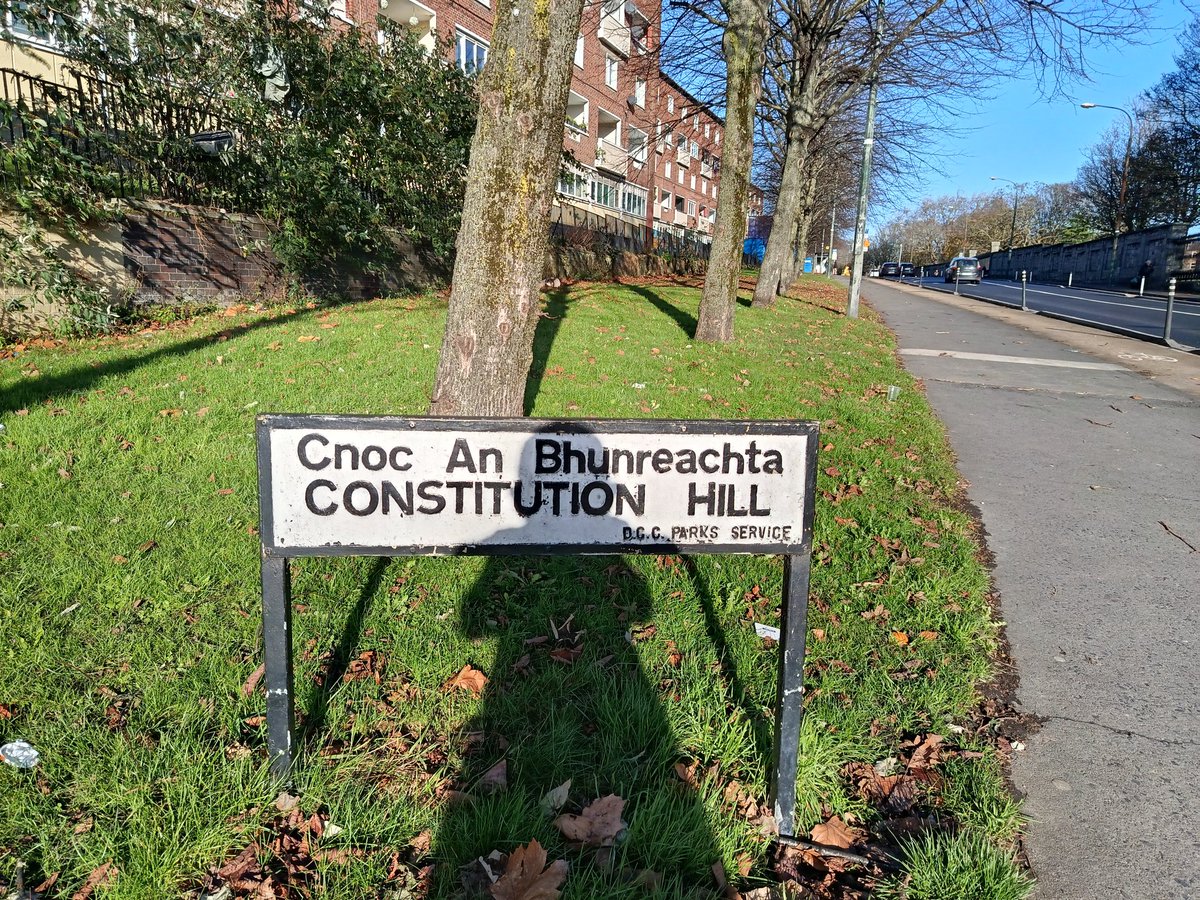 Cnoc An Bhunreachta
CONSTITUTION HILL
D.C.C. PARKS SERVICE